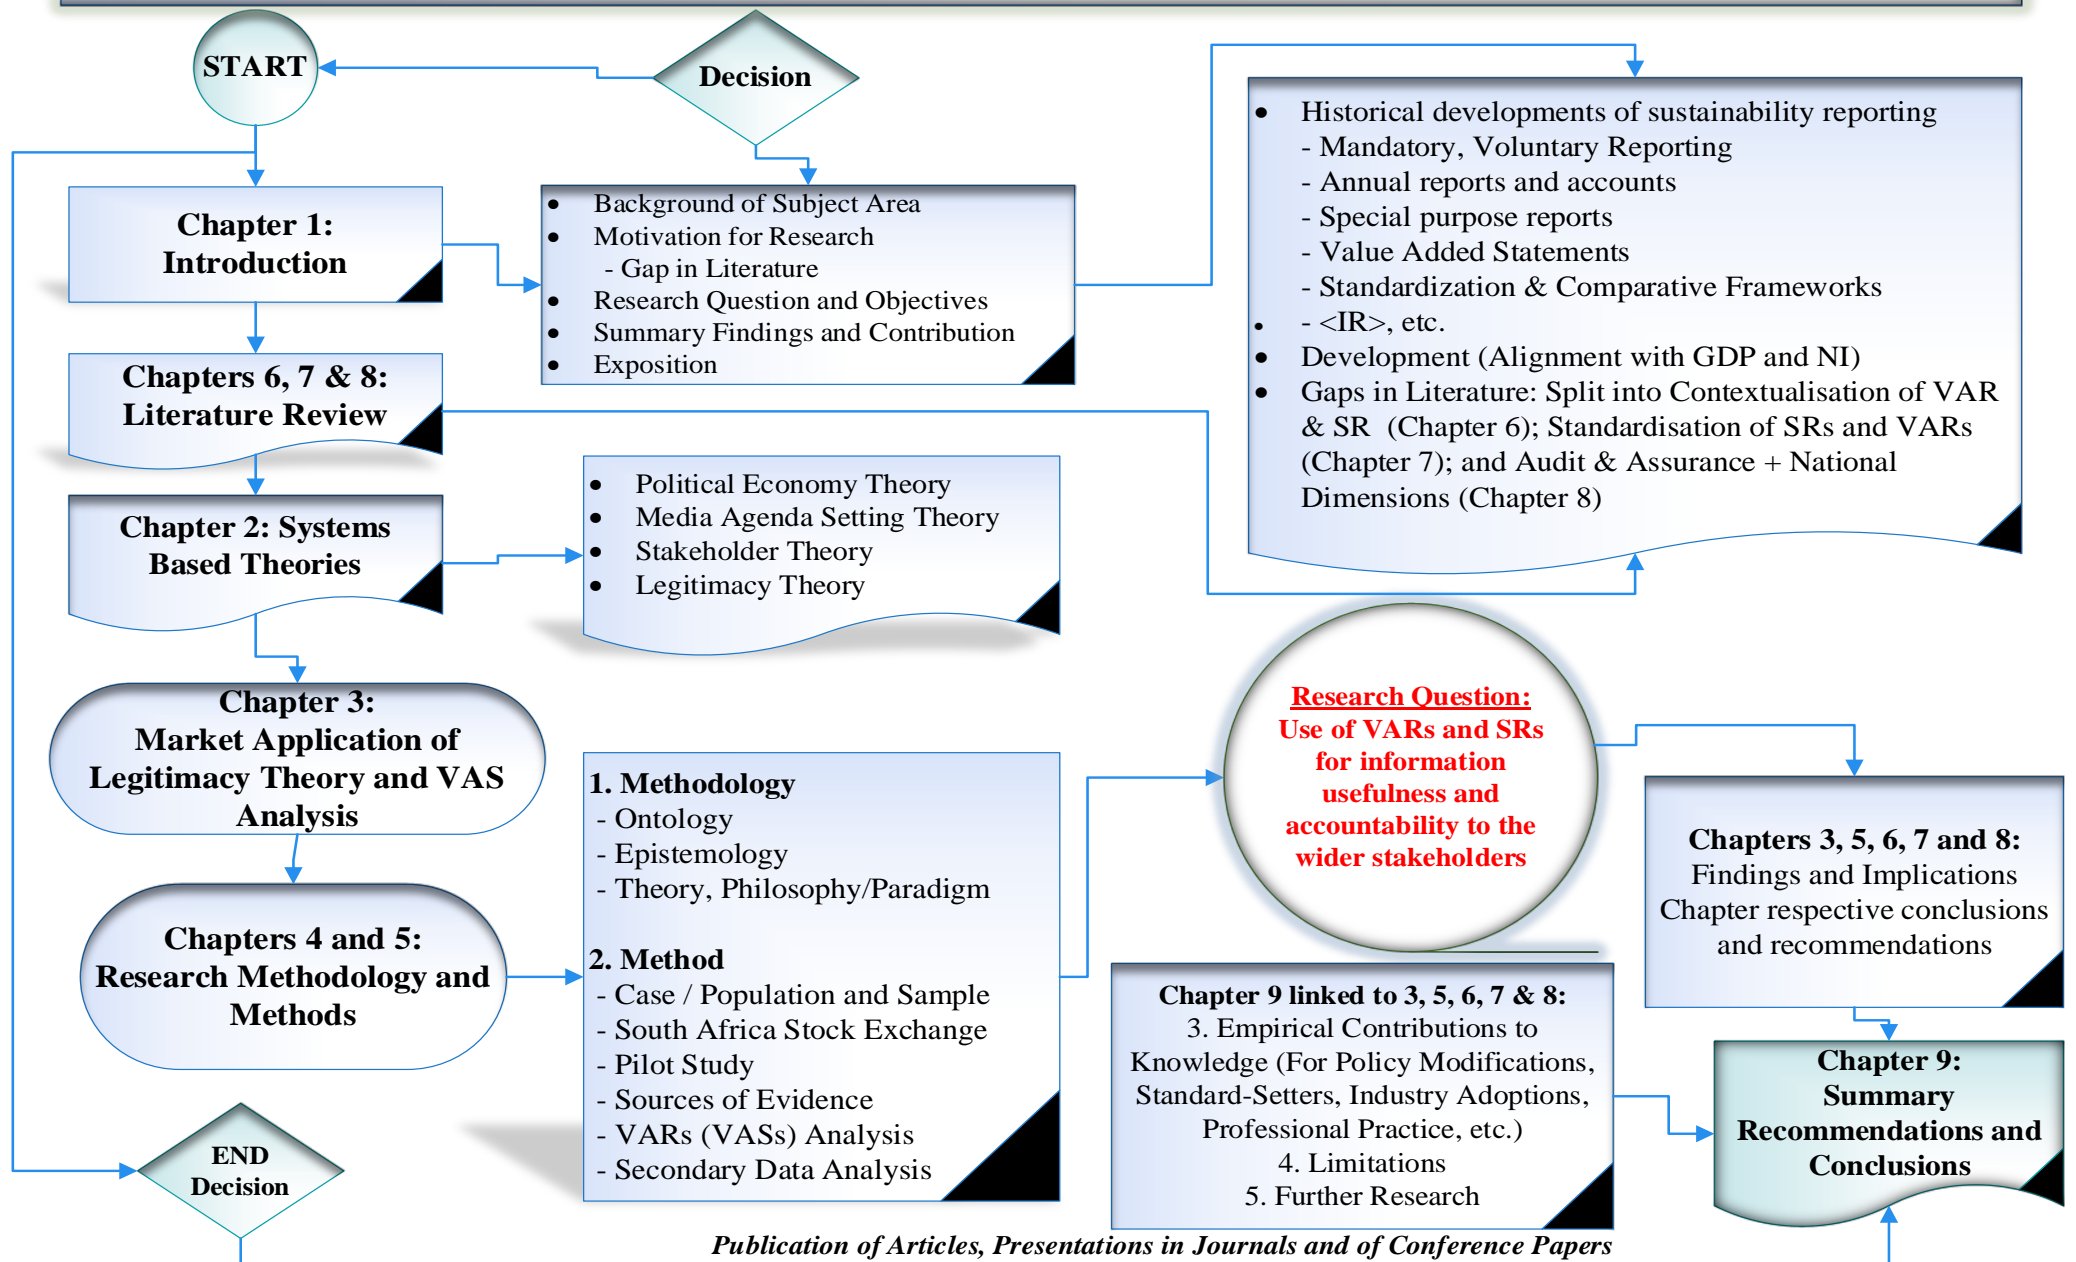 START
Decision
Chapter 1:
Introduction
• Background of Subject Area
• Motivation for Research
- Gap in Literature
• Research Question and Objectives
• Summary Findings and Contribution
• Exposition
• Historical developments of sustainability reporting
- Mandatory, Voluntary Reporting
- Annual reports and accounts
- Special purpose reports
- Value Added Statements
- Standardization & Comparative Frameworks
• - <IR>, etc.
• Development (Alignment with GDP and NI)
• Gaps in Literature: Split into Contextualisation of VAR
& SR (Chapter 6); Standardisation of SRs and VARs
(Chapter 7); and Audit & Assurance + National
Dimensions (Chapter 8)
Chapters 6, 7 & 8:
Literature Review
Chapter 2: Systems
Based Theories
• Political Economy Theory
• Media Agenda Setting Theory
• Stakeholder Theory
• Legitimacy Theory
Chapter 3:
Market Application of
Legitimacy Theory and VAS
Analysis
Chapters 4 and 5:
Research Methodology and
Methods
1. Methodology
- Ontology
- Epistemology
- Theory, Philosophy/Paradigm
2. Method
- Case / Population and Sample
- South Africa Stock Exchange
- Pilot Study
- Sources of Evidence
- VARs (VASs) Analysis
- Secondary Data Analysis
Research Question:
Use of VARs and SRs
for information
usefulness and
accountability to the
wider stakeholders
Chapters 3, 5, 6, 7 and 8:
Findings and Implications
Chapter respective conclusions
and recommendations
Chapter 9 linked to 3, 5, 6, 7 & 8:
3. Empirical Contributions to
Knowledge (For Policy Modifications,
Standard-Setters, Industry Adoptions,
Professional Practice, etc.)
4. Limitations
5. Further Research
Chapter 9:
Summary
Recommendations and
Conclusions
END
Decision
Publication of Articles, Presentations in Journals and of Conference Papers